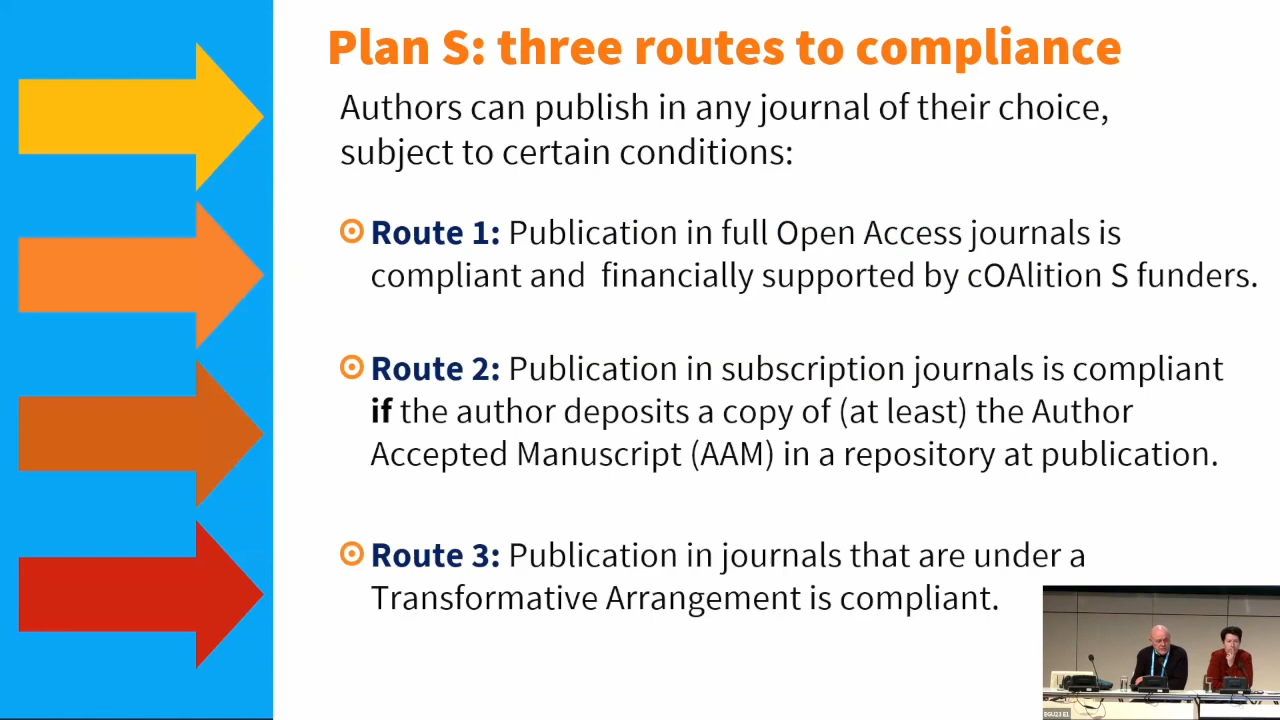 Plan S: three routes to compliance
Authors can publish in any journal of their choice,
subject to certain conditions:
Route 1: Publication in full Open Access journals is
compliant and  financially supported by cOAlition S funders.
Route 2: Publication in subscription journals is compliant
if the author deposits a copy of (at least) the Author
Accepted Manuscript (AAM) in a repository at publication.
Route 3: Publication in journals that are under a
Transformative Arrangement is compliant.
EGU23 E1